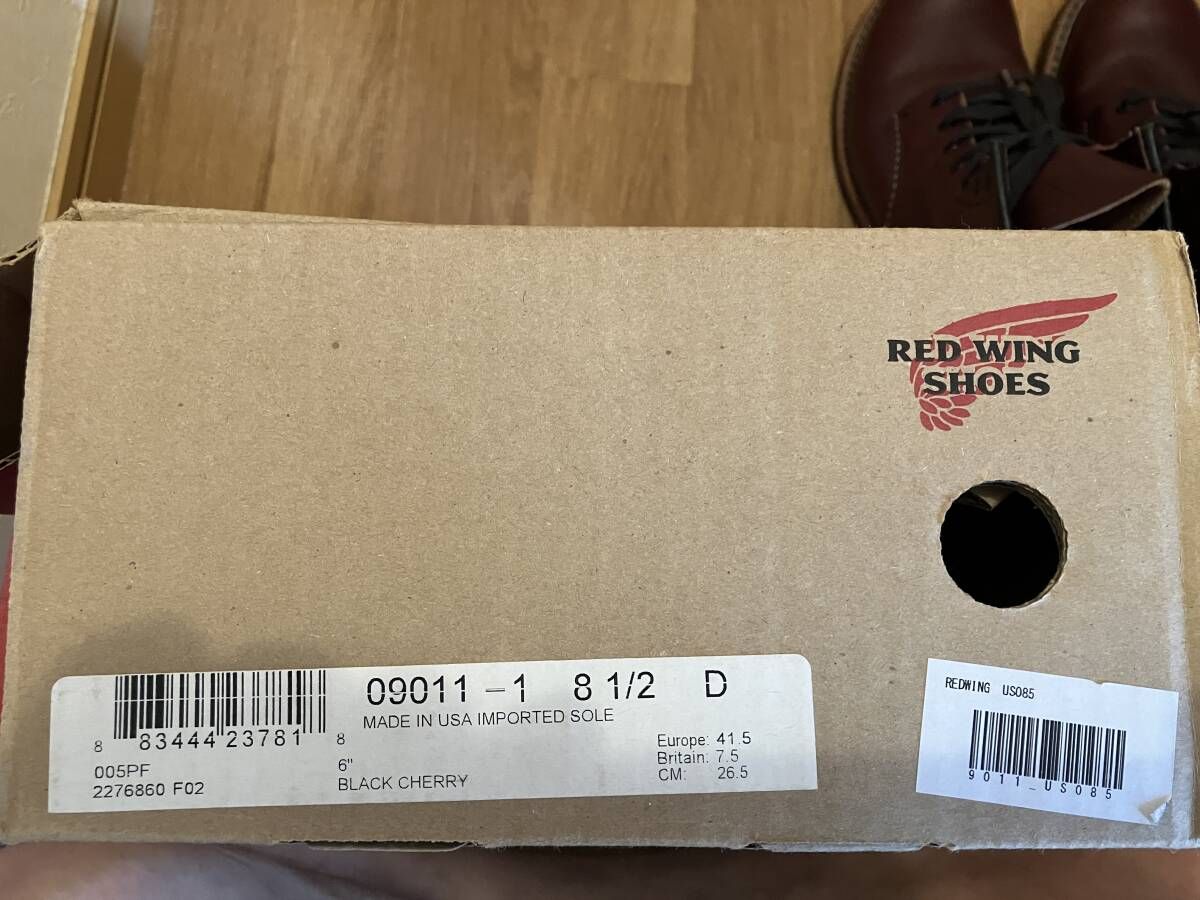 RED WING
SHOES
09011-1 8 1/2 D
MADE IN USA IMPORTED SOLE
8 83444 23781 8
005PF
2276860 F02
6"
BLACK CHERRY
Europe: 41.5
Britain: 7.5
CM: 26.5
REDWING US085
9011_US085